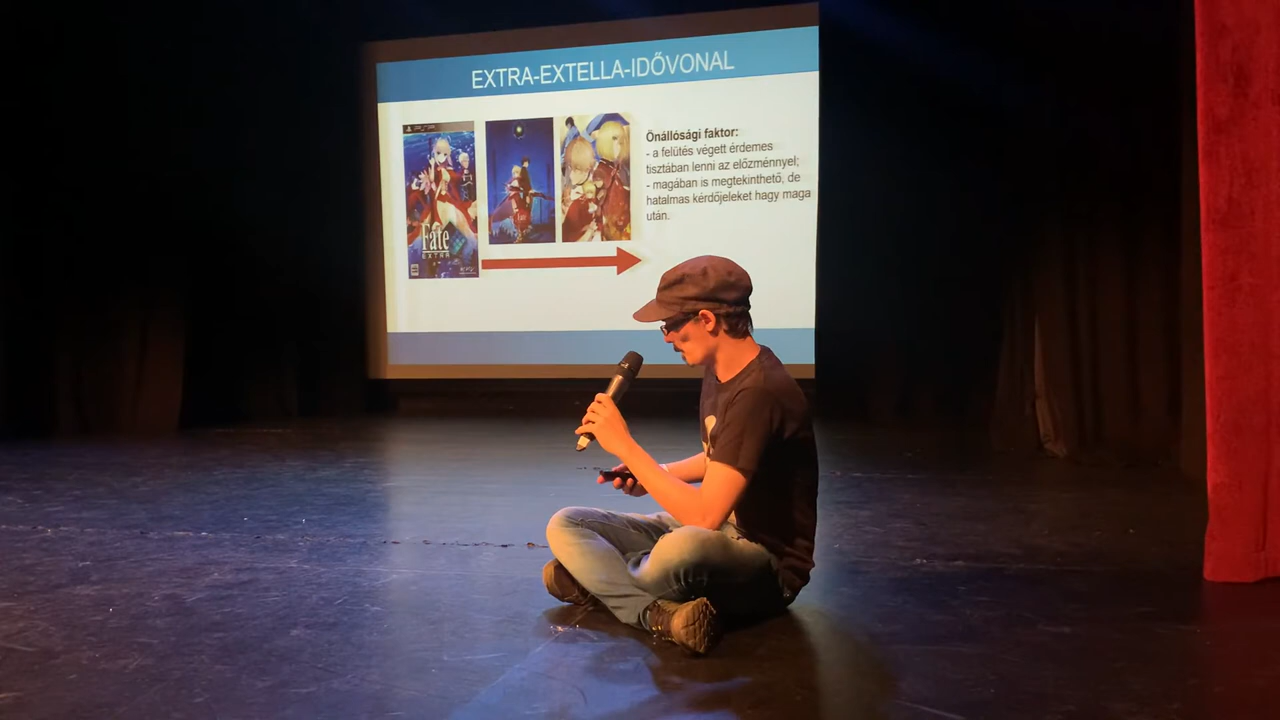 EXTRA-EXTELLA-IDŐVONAL
Önállósági faktor:
- a felütés végett érdemes
tisztában lenni az előzménnyel;
- magában is megtekinthető, de
hatalmas kérdőjeleket hagy maga
után.
Fate
EXTRA